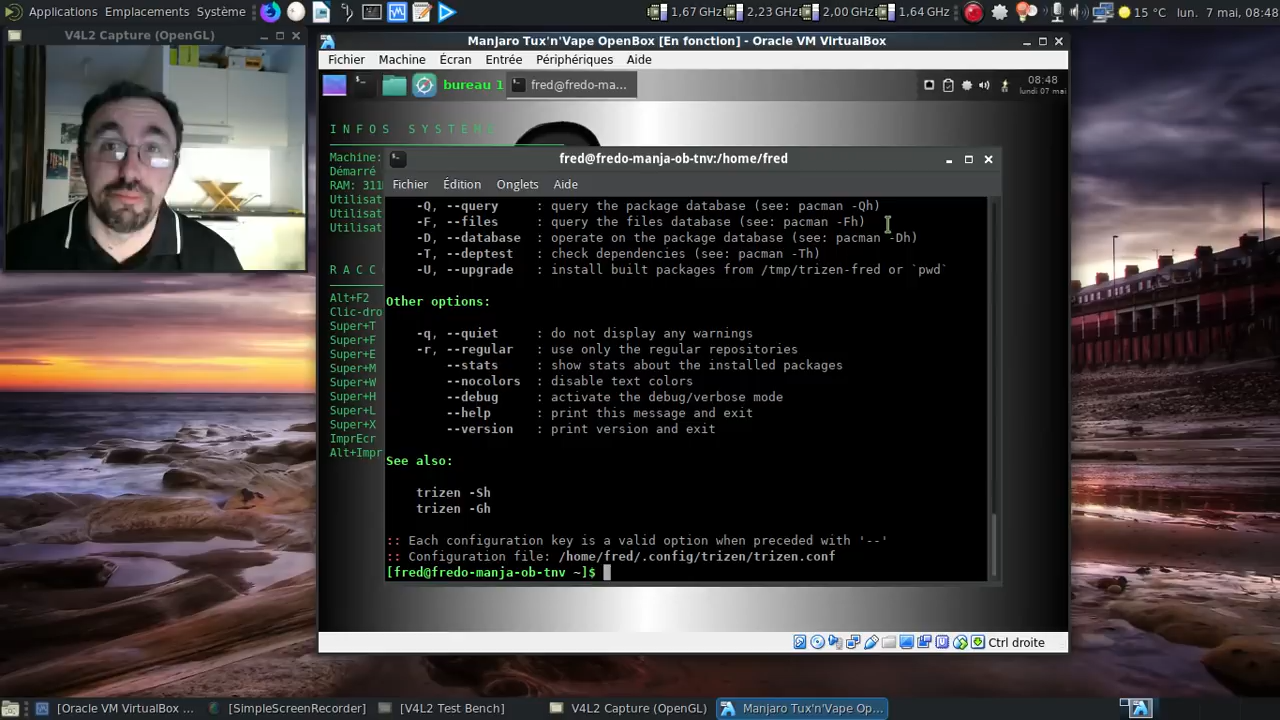 Applications Emplacements Système
1,67 GHz 2,23 GHz 2,00 GHz 1,64 GHz 15 °C lun. 7 mai, 08:48
V4L2 Capture (OpenGL)
ManJaro Tux'n'Vape OpenBox [En fonction] - Oracle VM VirtualBox
Fichier Machine Écran Entrée Périphériques Aide
bureau 1 fred@fredo-ma...
08:48
lundi 07 mai
INFOS SYSTEME
Machine:
Démarré
RAM: 311
Utilisat
Utilisat
Utilisat
RACC
Alt+F2
Clic-dro
Super+T
Super+F
Super+E
Super+M
Super+W
Super+H
Super+L
Super+X
ImprEcr
Alt+Impr
fred@fredo-manja-ob-tnv:/home/fred
Fichier Édition Onglets Aide
-Q, --query : query the package database (see: pacman -Qh)
-F, --files : query the files database (see: pacman -Fh)
-D, --database : operate on the package database (see: pacman -Dh)
-T, --deptest : check dependencies (see: pacman -Th)
-U, --upgrade : install built packages from /tmp/trizen-fred or `pwd`
Other options:
-q, --quiet : do not display any warnings
-r, --regular : use only the regular repositories
--stats : show stats about the installed packages
--nocolors : disable text colors
--debug : activate the debug/verbose mode
--help : print this message and exit
--version : print version and exit
See also:
trizen -Sh
trizen -Gh
:: Each configuration key is a valid option when preceded with '--'
:: Configuration file: /home/fred/.config/trizen/trizen.conf
[fred@fredo-manja-ob-tnv ~]$
Ctrl droite
[Oracle VM VirtualBox ... [SimpleScreenRecorder] [V4L2 Test Bench] V4L2 Capture (OpenGL) Manjaro Tux'n'Vape Op...